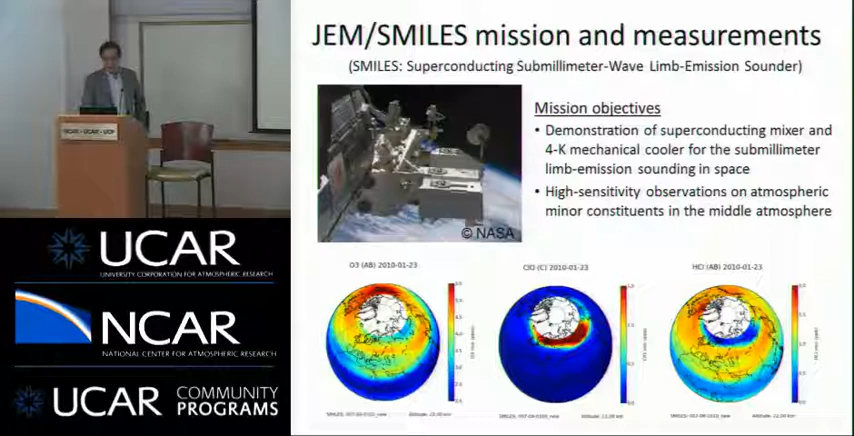 JEM/SMILES mission and measurements
(SMILES: Superconducting Submillimeter-Wave Limb-Emission Sounder)
Mission objectives
• Demonstration of superconducting mixer and
4-K mechanical cooler for the submillimeter
limb-emission sounding in space
• High-sensitivity observations on atmospheric
minor constituents in the middle atmosphere
© NASA
O3 (AB) 2010-01-23
ClO (C) 2010-01-23
HCl (AB) 2010-01-23
NCAR - UCAR - UCP
UCAR
UNIVERSITY CORPORATION FOR ATMOSPHERIC RESEARCH
NCAR
NATIONAL CENTER FOR ATMOSPHERIC RESEARCH
UCAR COMMUNITY
PROGRAMS